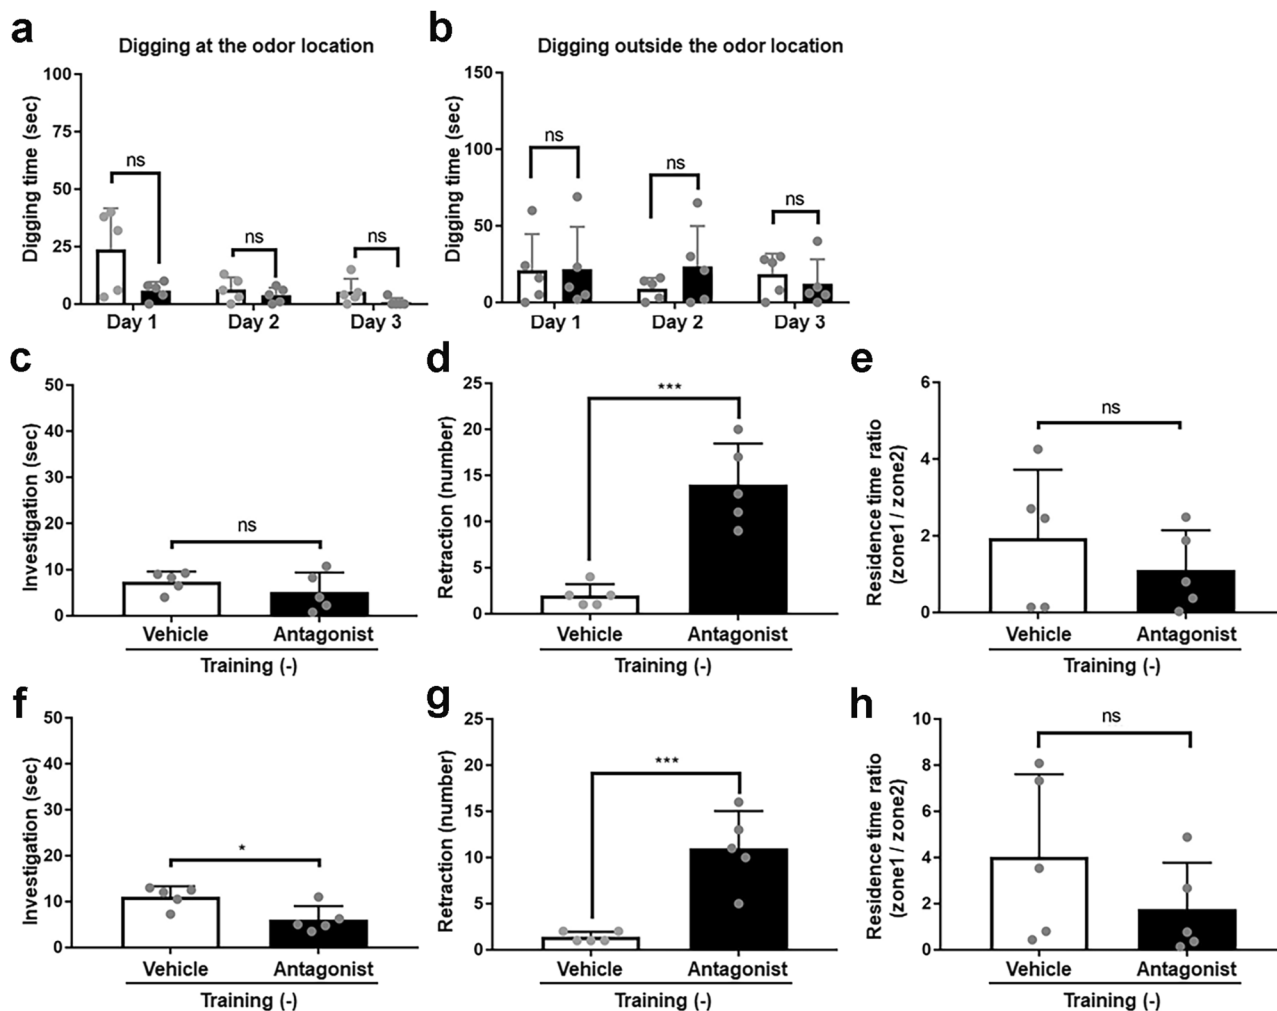 a
Digging at the odor location
Digging time (sec)
100
75
50
25
0
ns
ns
ns
Day 1
Day 2
Day 3
b
Digging outside the odor location
Digging time (sec)
150
100
50
0
ns
ns
ns
Day 1
Day 2
Day 3
c
Investigation (sec)
50
40
30
20
10
0
ns
Vehicle
Antagonist
Training (-)
d
Retraction (number)
25
20
15
10
5
0
***
Vehicle
Antagonist
Training (-)
e
Residence time ratio
(zone1 / zone2)
6
4
2
0
ns
Vehicle
Antagonist
Training (-)
f
Investigation (sec)
50
40
30
20
10
0
*
Vehicle
Antagonist
Training (-)
g
Retraction (number)
25
20
15
10
5
0
***
Vehicle
Antagonist
Training (-)
h
Residence time ratio
(zone1 / zone2)
10
8
6
4
2
0
ns
Vehicle
Antagonist
Training (-)